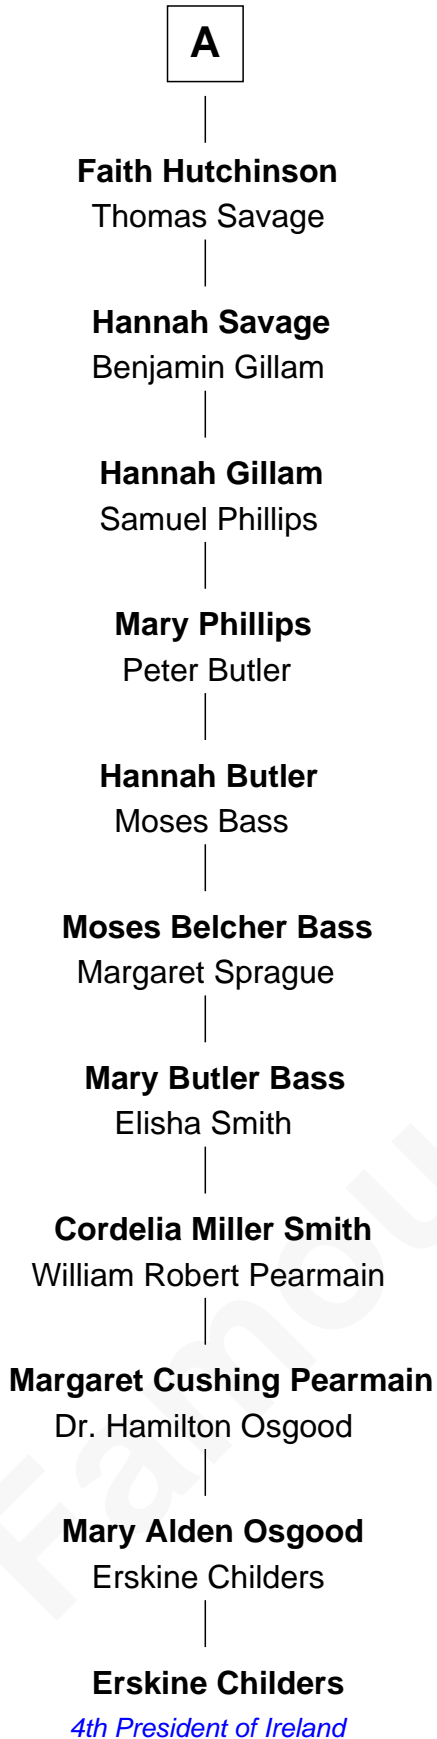 A
Faith Hutchinson
Thomas Savage
Hannah Savage
Benjamin Gillam
Hannah Gillam
Samuel Phillips
Mary Phillips
Peter Butler
Hannah Butler
Moses Bass
Moses Belcher Bass
Margaret Sprague
Mary Butler Bass
Elisha Smith
Cordelia Miller Smith
William Robert Pearmain
Margaret Cushing Pearmain
Dr. Hamilton Osgood
Mary Alden Osgood
Erskine Childers
Erskine Childers
4th President of Ireland